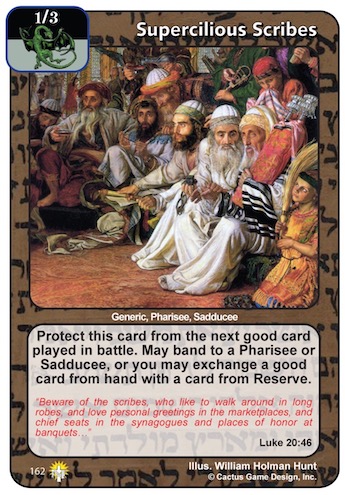 1/3
Supercilious Scribes
Generic, Pharisee, Sadducee
Protect this card from the next good card
played in battle. May band to a Pharisee or
Sadducee, or you may exchange a good
card from hand with a card from Reserve.
"Beware of the scribes, who like to walk around in long
robes, and love personal greetings in the marketplaces, and
chief seats in the synagogues and places of honor at
banquets..."
Luke 20:46
162
Illus. William Holman Hunt
© Cactus Game Design, Inc.